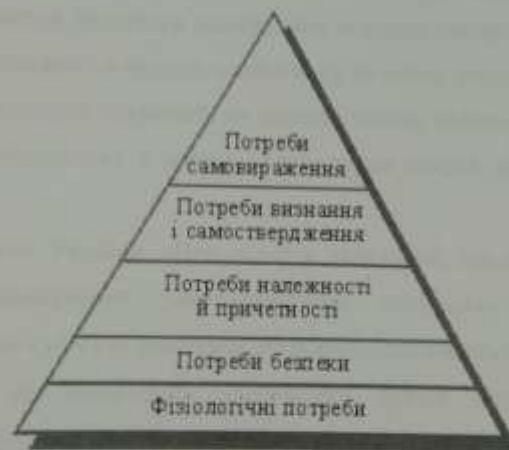 Потреби
самовираження
Потреби визнання
і самоствердження
Потреби належності
й причетності
Потреби безпеки
Фізіологічні потреби